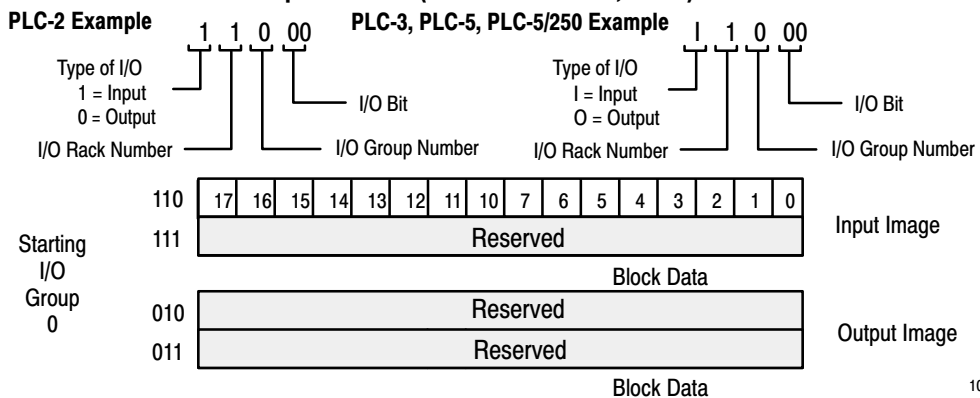 PLC-2 Example
1 1 0 00
PLC-3, PLC-5, PLC-5/250 Example
I 1 0 00
Type of I/O
1 = Input
0 = Output
I/O Bit
I/O Rack Number
I/O Group Number
Type of I/O
I = Input
O = Output
I/O Bit
I/O Rack Number
I/O Group Number
110 17 16 15 14 13 12 11 10 7 6 5 4 3 2 1 0
Input Image
111 Reserved
Block Data
Starting
I/O
Group
0
010 Reserved
Output Image
011 Reserved
Block Data
10